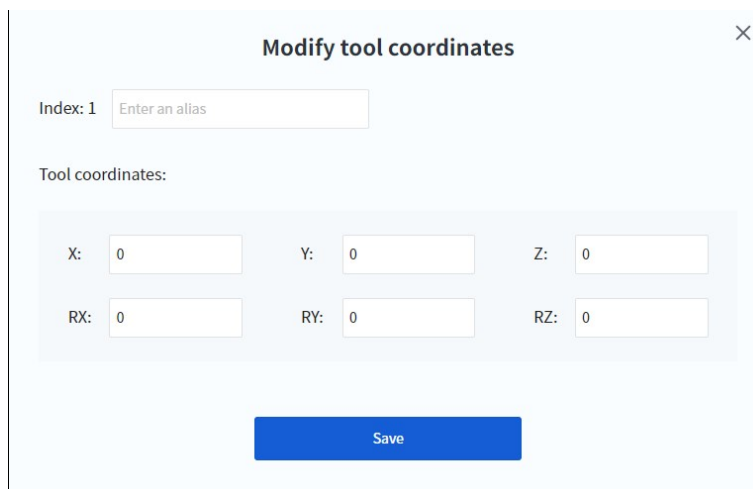 Modify tool coordinates
Index: 1 Enter an alias
Tool coordinates:
X: 0 Y: 0 Z: 0
RX: 0 RY: 0 RZ: 0
Save